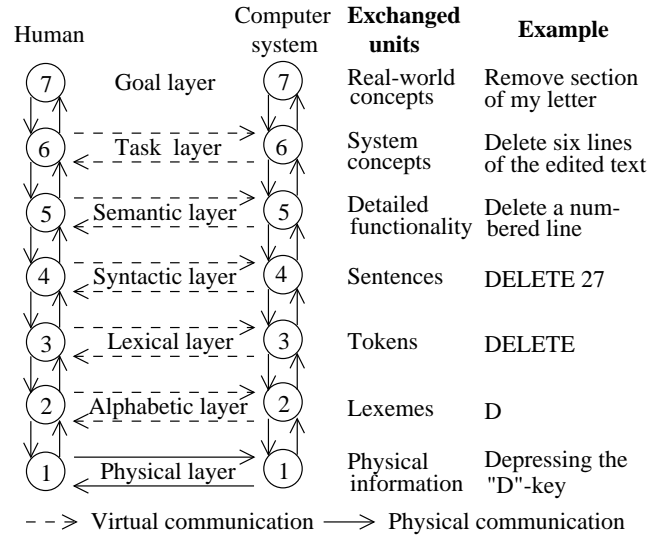 Human
Computer system
Exchanged units
Example
7 Goal layer 7 Real-world concepts Remove section of my letter
6 Task layer 6 System concepts Delete six lines of the edited text
5 Semantic layer 5 Detailed functionality Delete a num-bered line
4 Syntactic layer 4 Sentences DELETE 27
3 Lexical layer 3 Tokens DELETE
2 Alphabetic layer 2 Lexemes D
1 Physical layer 1 Physical information Depressing the "D"-key
Virtual communication Physical communication